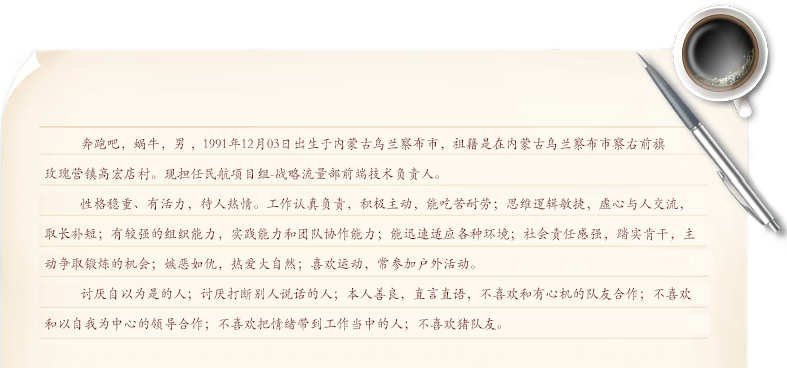 奔跑吧，蜗牛，男 ，1991年12月03日出生于内蒙古乌兰察布市，祖籍是在内蒙古乌兰察布市察右前旗
玫瑰营镇高宏店村。现担任民航项目组-战略流量部前端技术负责人。
性格稳重、有活力，待人热情。工作认真负责，积极主动，能吃苦耐劳；思维逻辑敏捷，虚心与人交流，
取长补短；有较强的组织能力，实践能力和团队协作能力；能迅速适应各种环境；社会责任感强，踏实肯干，主
动争取锻炼的机会；嫉恶如仇，热爱大自然；喜欢运动，常参加户外活动。
讨厌自以为是的人；讨厌打断别人说话的人；本人善良，直言直语，不喜欢和有心机的队友合作；不喜欢
和以自我为中心的领导合作；不喜欢把情绪带到工作当中的人；不喜欢猪队友。